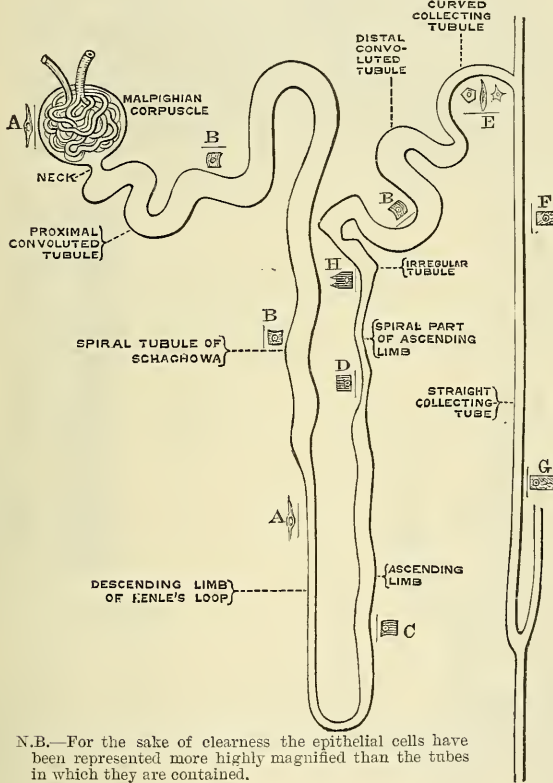 CURVED
COLLECTING
TUBULE
DISTAL
CONVO-
LUTED
TUBULE
MALPIGHIAN
CORPUSCLE
A
B
E
NECK
PROXIMAL
CONVOLUTED
TUBULE
B
F
H
IRREGULAR
TUBULE
B
SPIRAL TUBULE OF
SCHACHOWA
SPIRAL PART
OF ASCENDING
LIMB
D
STRAIGHT
COLLECTING
TUBE
G
A
DESCENDING LIMB
OF HENLE'S LOOP
ASCENDING
LIMB
C
N.B.—For the sake of clearness the epithelial cells have
been represented more highly magnified than the tubes
in which they are contained.